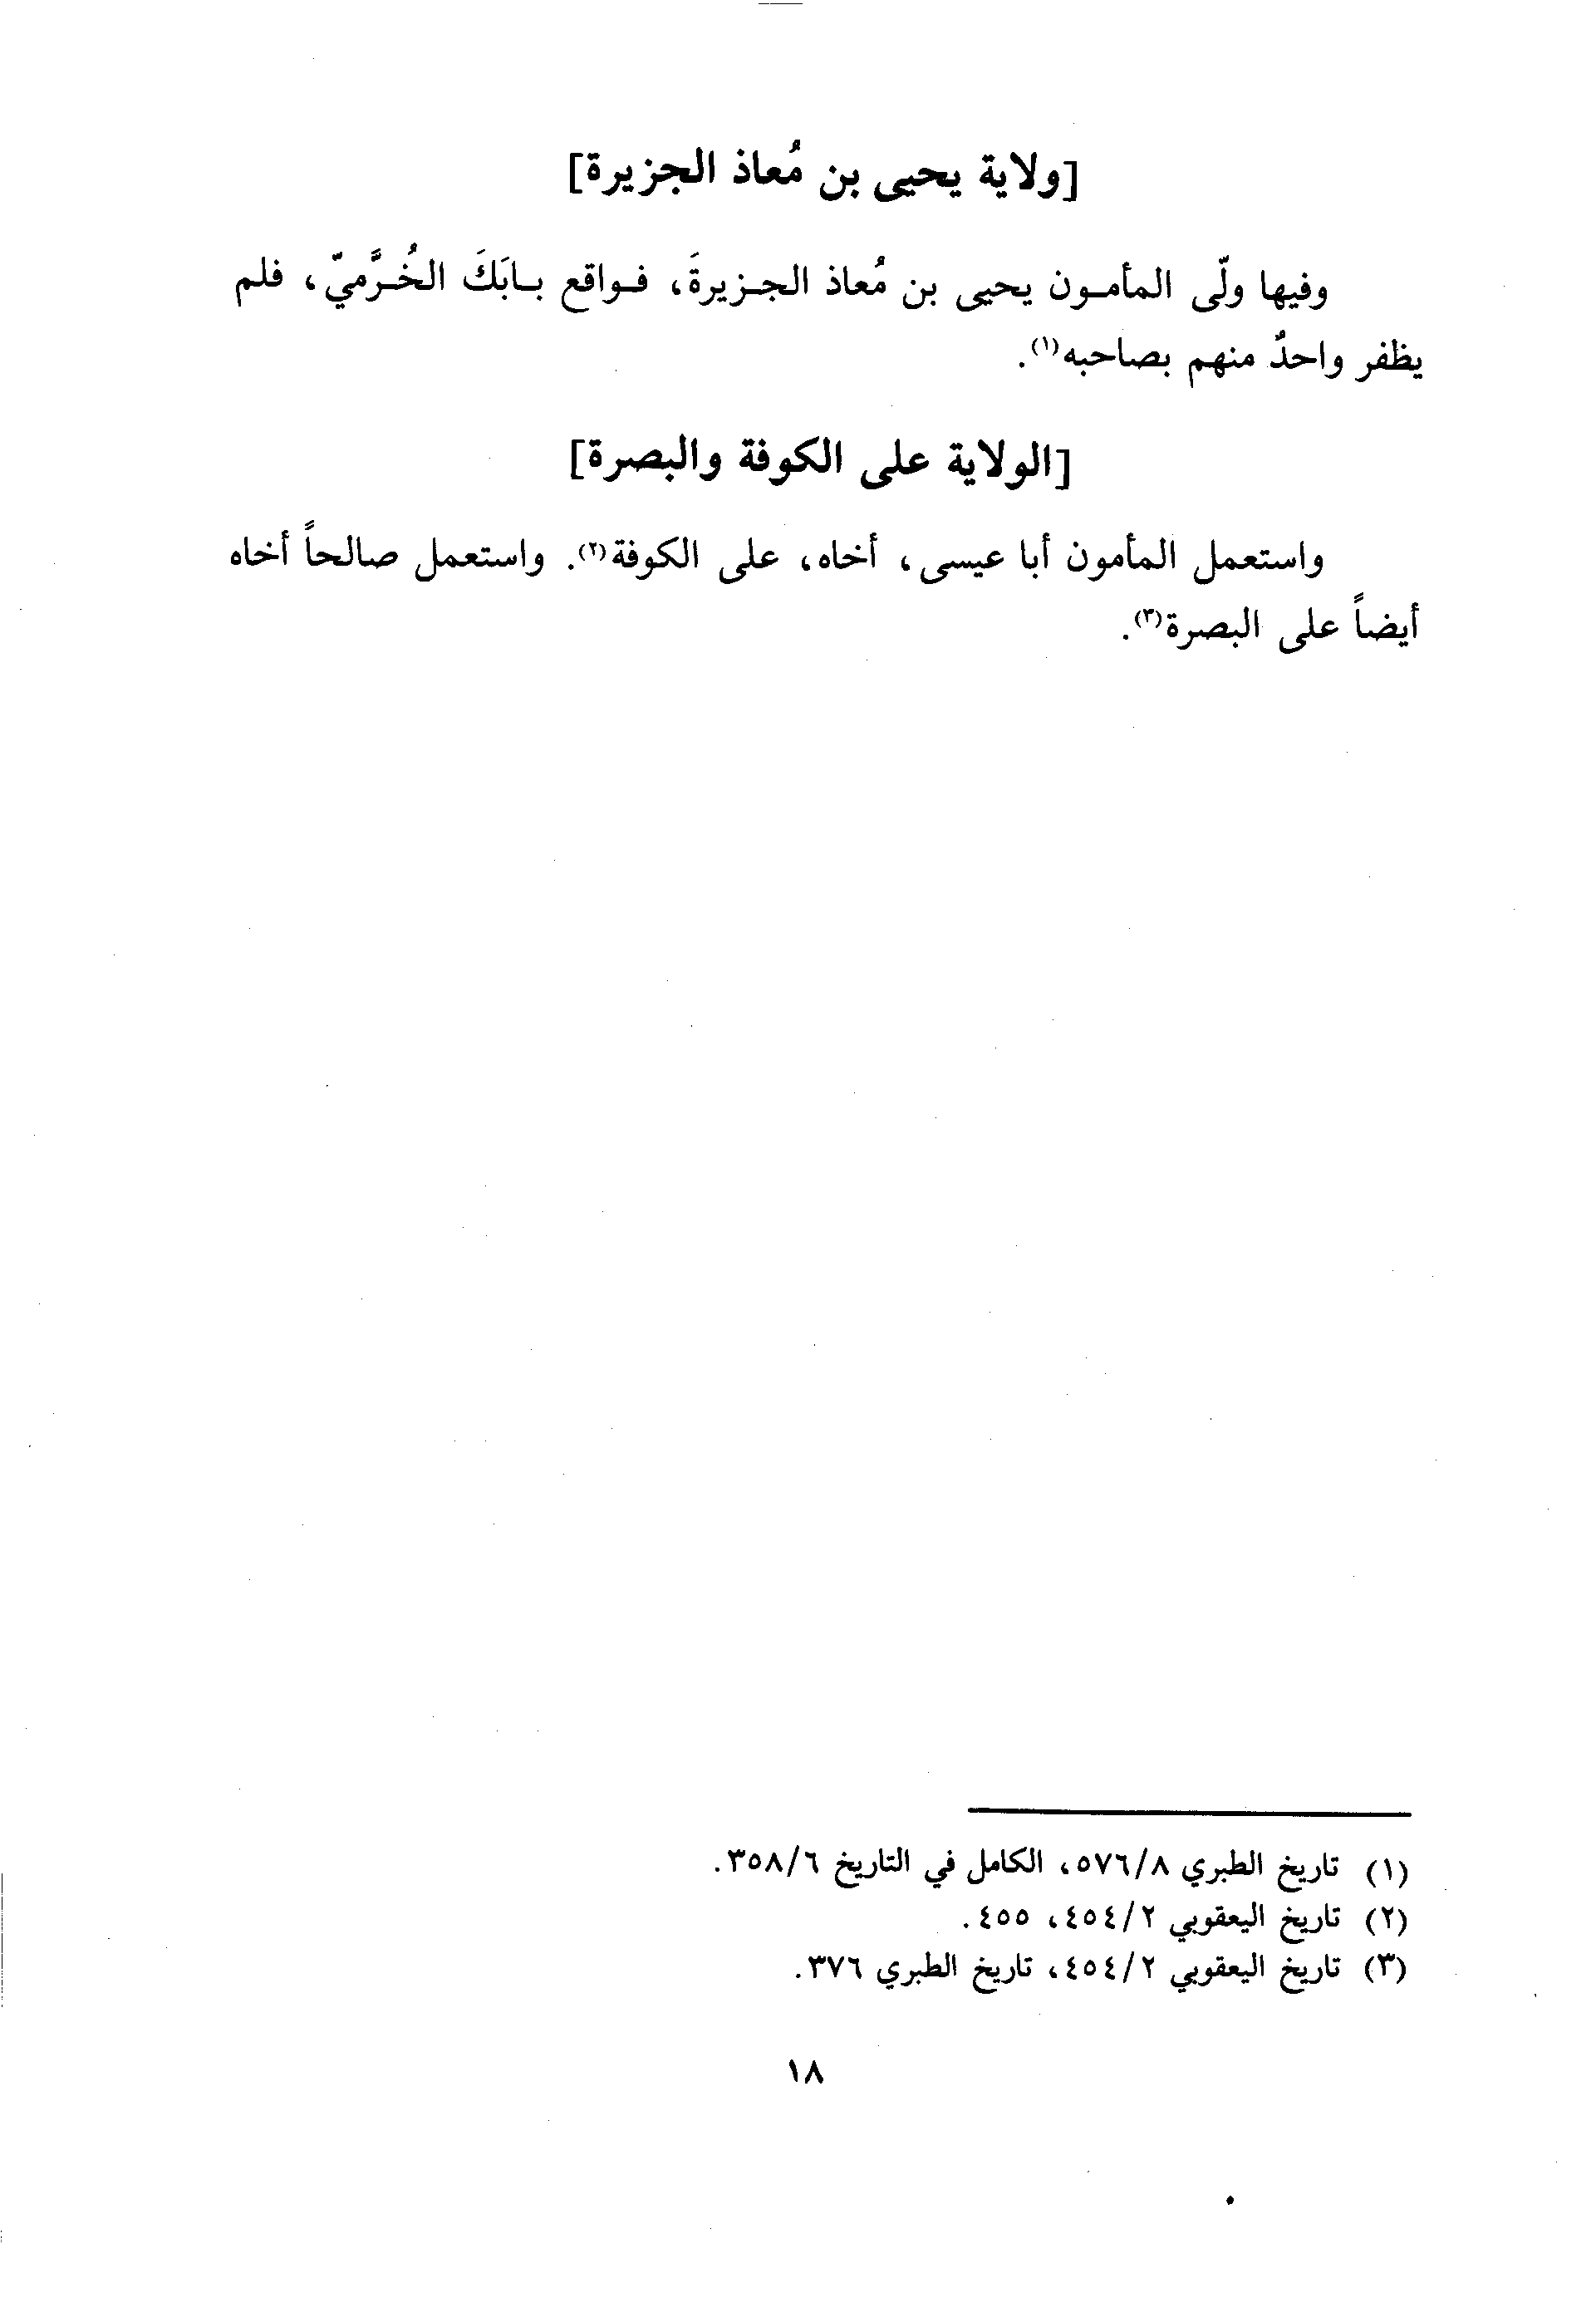 [ولاية يحيى بن مُعاذ الجزيرة]
وفيها ولّى المأمون يحيى بن مُعاذ الجزيرةَ، فواقع بابَكَ الخُرَّميّ، فلم
يظفر واحدٌ منهم بصاحبه(١).
[الولاية على الكوفة والبصرة]
واستعمل المأمون أبا عيسى، أخاه، على الكوفة(٢). واستعمل صالحاً أخاه
أيضاً على البصرة(٣).
(١) تاريخ الطبري ٥٧٦/٨، الكامل في التاريخ ٣٥٨/٦.
(٢) تاريخ اليعقوبي ٤٥٤/٢، ٤٥٥.
(٣) تاريخ اليعقوبي ٤٥٤/٢، تاريخ الطبري ٣٧٦.
١٨